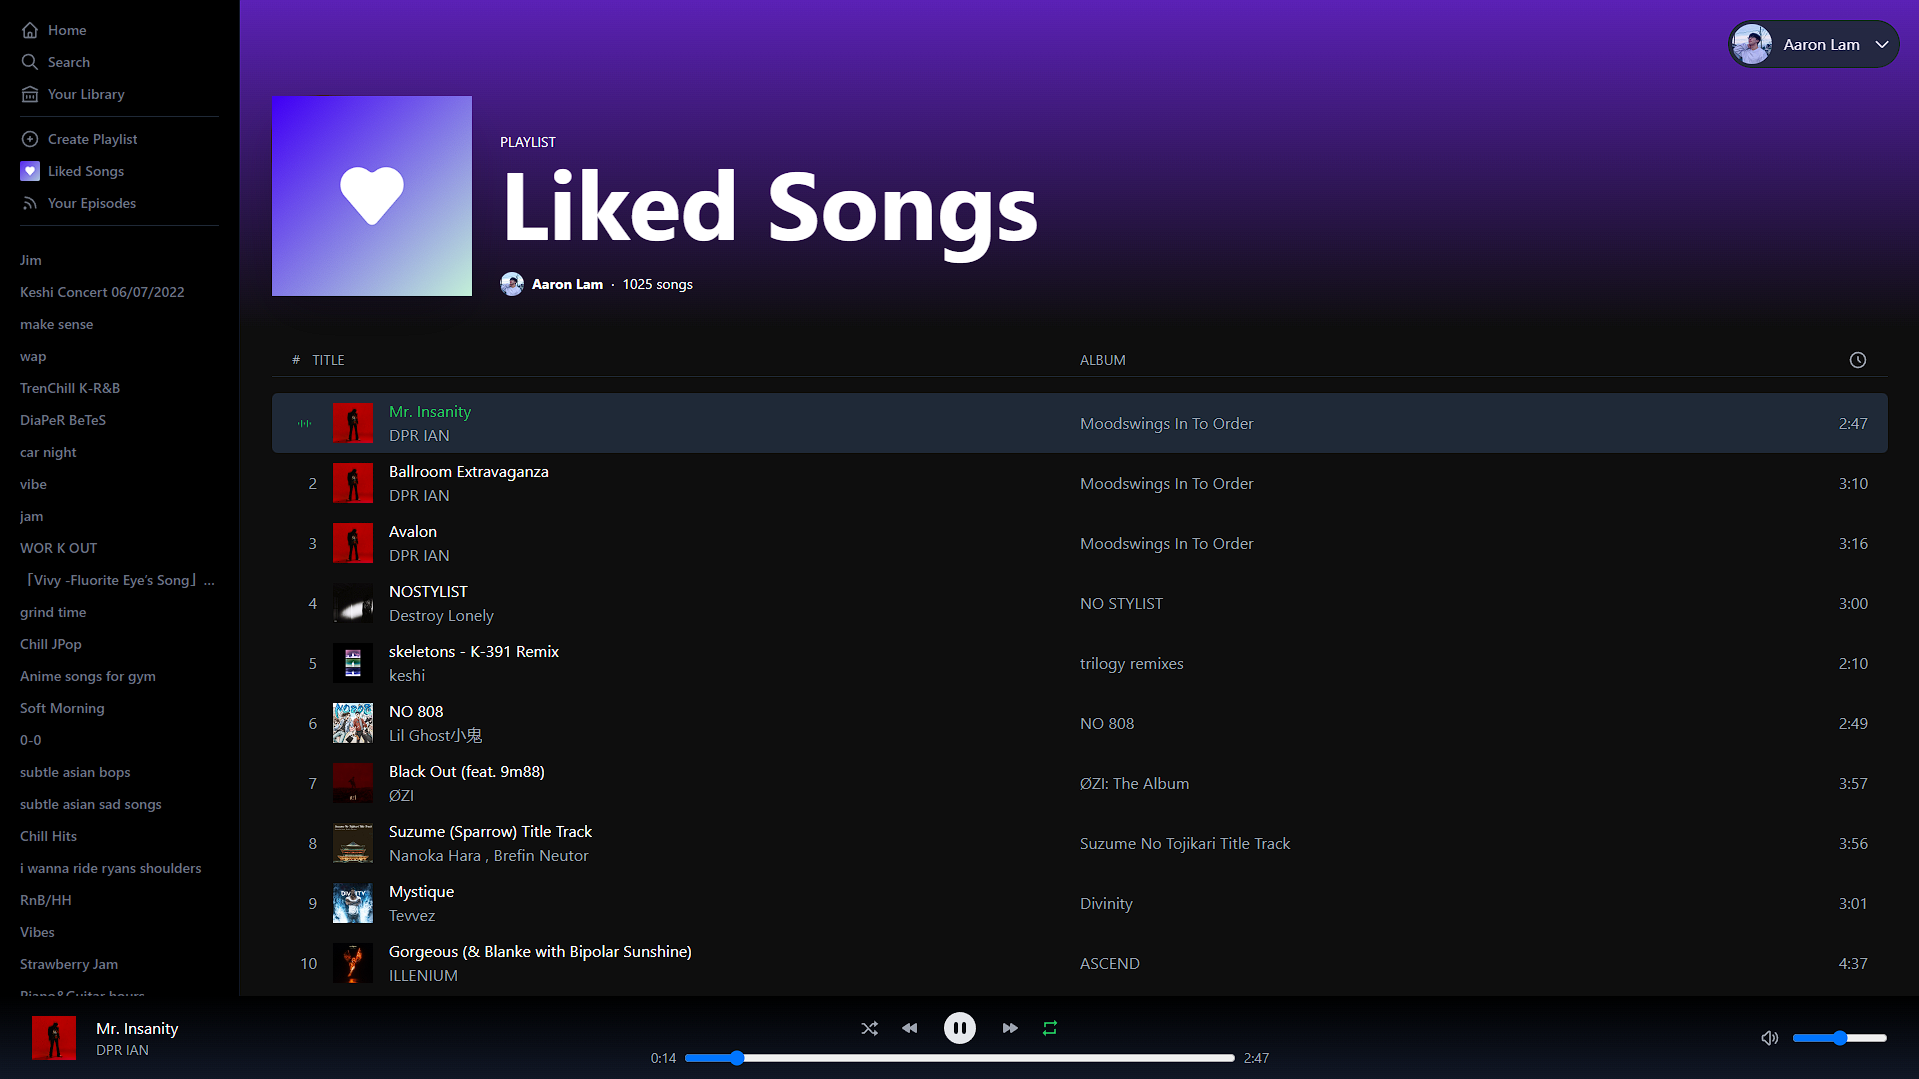 Home
Search
Your Library
Create Playlist
Liked Songs
Your Episodes
Jim
Keshi Concert 06/07/2022
make sense
wap
TrenChill K-R&B
DiaPeR BeTeS
car night
vibe
jam
WOR K OUT
「Vivy -Fluorite Eye's Song」...
grind time
Chill JPop
Anime songs for gym
Soft Morning
0-0
subtle asian bops
subtle asian sad songs
Chill Hits
i wanna ride ryans shoulders
RnB/HH
Vibes
Strawberry Jam
Piano&Guitar hours
Aaron Lam
PLAYLIST
Liked Songs
Aaron Lam · 1025 songs
# TITLE ALBUM
Mr. Insanity
DPR IAN
Moodswings In To Order
2:47
2
Ballroom Extravaganza
DPR IAN
Moodswings In To Order
3:10
3
Avalon
DPR IAN
Moodswings In To Order
3:16
4
NOSTYLIST
Destroy Lonely
NO STYLIST
3:00
5
skeletons - K-391 Remix
keshi
trilogy remixes
2:10
6
NO 808
Lil Ghost小鬼
NO 808
2:49
7
Black Out (feat. 9m88)
ØZI
ØZI: The Album
3:57
8
Suzume (Sparrow) Title Track
Nanoka Hara , Brefin Neutor
Suzume No Tojikari Title Track
3:56
9
Mystique
Tevvez
Divinity
3:01
10
Gorgeous (& Blanke with Bipolar Sunshine)
ILLENIUM
ASCEND
4:37
Mr. Insanity
DPR IAN
0:14
2:47